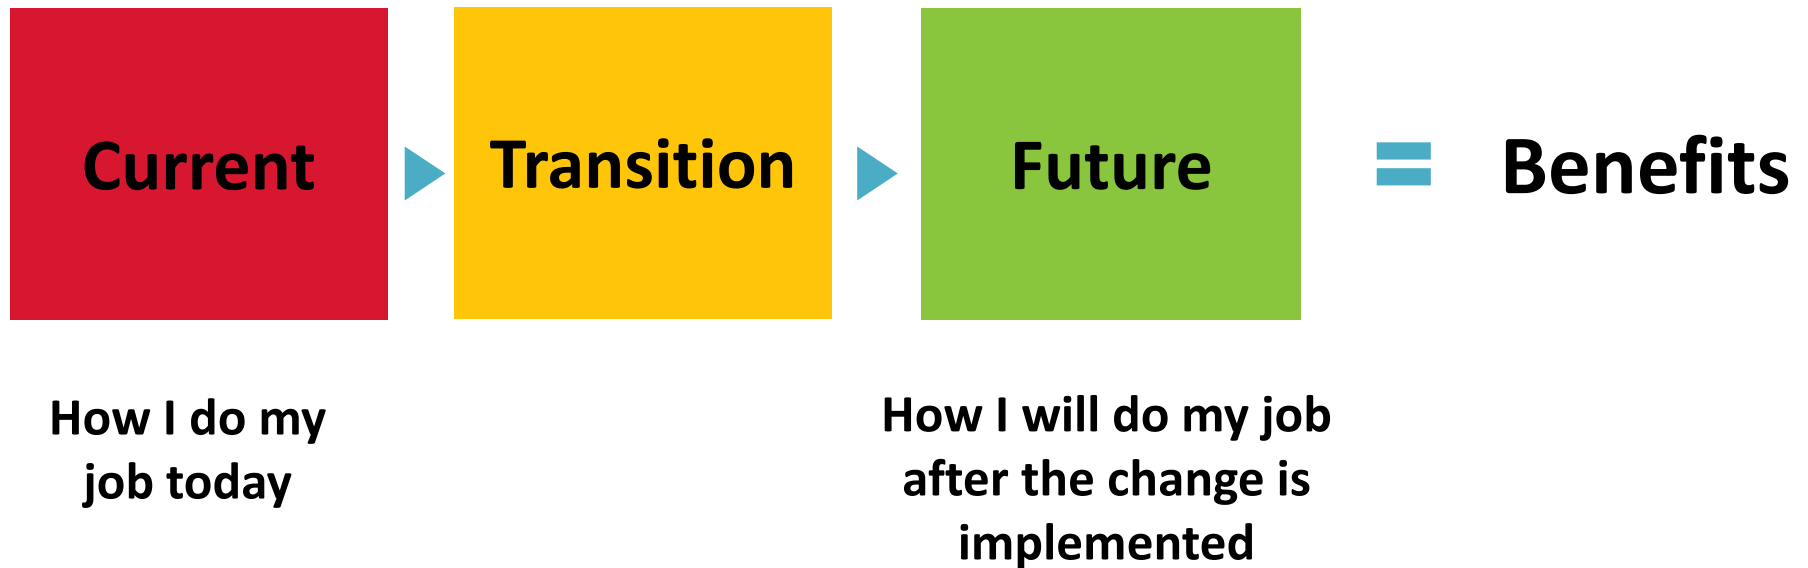 Current
Transition
Future
=
Benefits
How I do my
job today
How I will do my job
after the change is
implemented